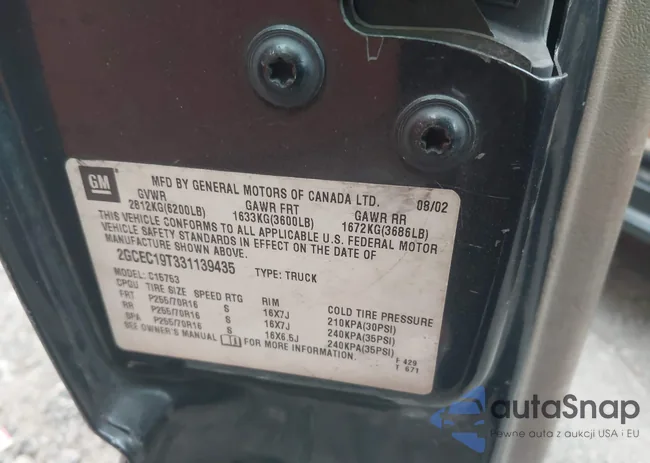 GM
MFD BY GENERAL MOTORS OF CANADA LTD. 08/02
GVWR GAWR FRT GAWR RR
2812KG(6200LB) 1633KG(3600LB) 1672KG(3686LB)
THIS VEHICLE CONFORMS TO ALL APPLICABLE U.S. FEDERAL MOTOR
VEHICLE SAFETY STANDARDS IN EFFECT ON THE DATE OF
MANUFACTURE SHOWN ABOVE.
2GCEC19T331139435 TYPE: TRUCK
MODEL: C15753
CPGU TIRE SIZE SPEED RTG RIM COLD TIRE PRESSURE
FRT P255/70R16 S 16X7J 210KPA(30PSI)
RR P255/70R16 S 16X7J 240KPA(35PSI)
SPA P255/70R16 S 16X6.5J 240KPA(35PSI)
SEE OWNER'S MANUAL FOR MORE INFORMATION.
F 429
T 671
autaSnap
Pewne auta z aukcji USA i EU